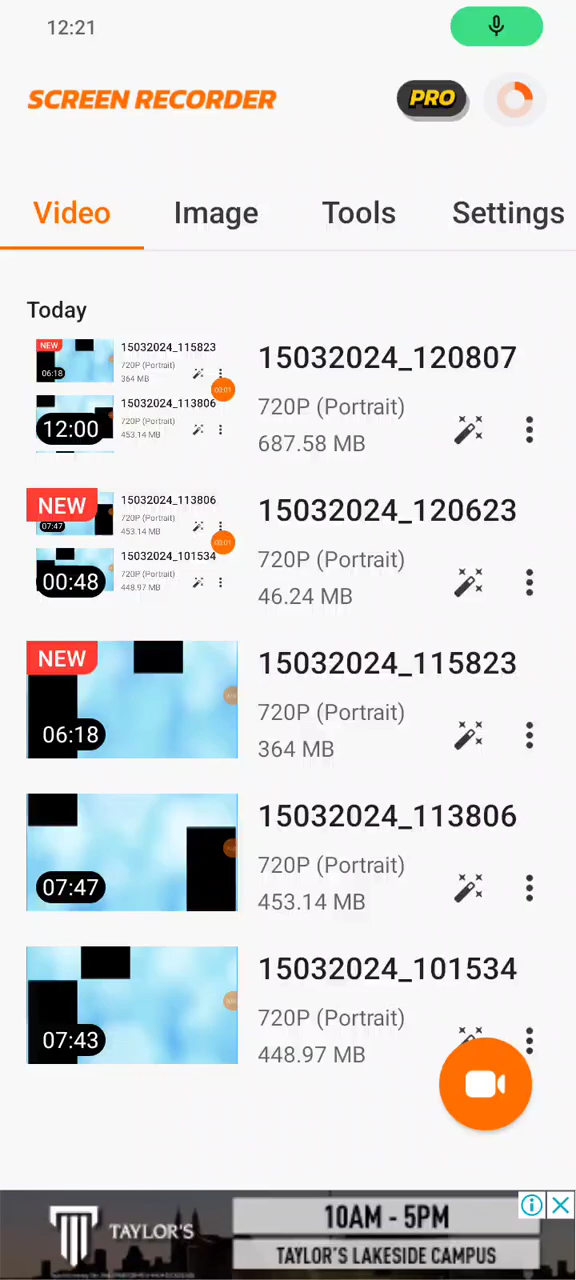 12:21
SCREEN RECORDER
PRO
Video
Image
Tools
Settings
Today
NEW
15032024_115823
720P (Portrait)
364 MB
06:18
00:01
15032024_113806
720P (Portrait)
453.14 MB
12:00
15032024_120807
720P (Portrait)
687.58 MB
NEW
15032024_113806
720P (Portrait)
453.14 MB
07:47
00:01
15032024_101534
720P (Portrait)
448.97 MB
00:48
15032024_120623
720P (Portrait)
46.24 MB
NEW
06:18
15032024_115823
720P (Portrait)
364 MB
07:47
15032024_113806
720P (Portrait)
453.14 MB
07:43
15032024_101534
720P (Portrait)
448.97 MB
TAYLOR'S
10AM - 5PM
TAYLOR'S LAKESIDE CAMPUS